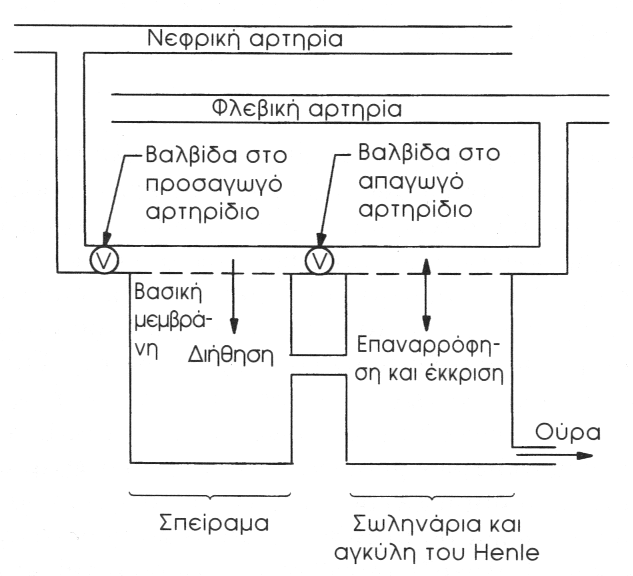 Νεφρική αρτηρία
Φλεβική αρτηρία
Βαλβίδα στο
προσαγωγό
αρτηρίδιο
Βαλβίδα στο
απαγωγό
αρτηρίδιο
V
V
Βασική
μεμβρά-
νη
Διήθηση
Επαναρρόφη-
ση και έκκριση
Ούρα
Σπείραμα
Σωληνάρια και
αγκύλη του Henle